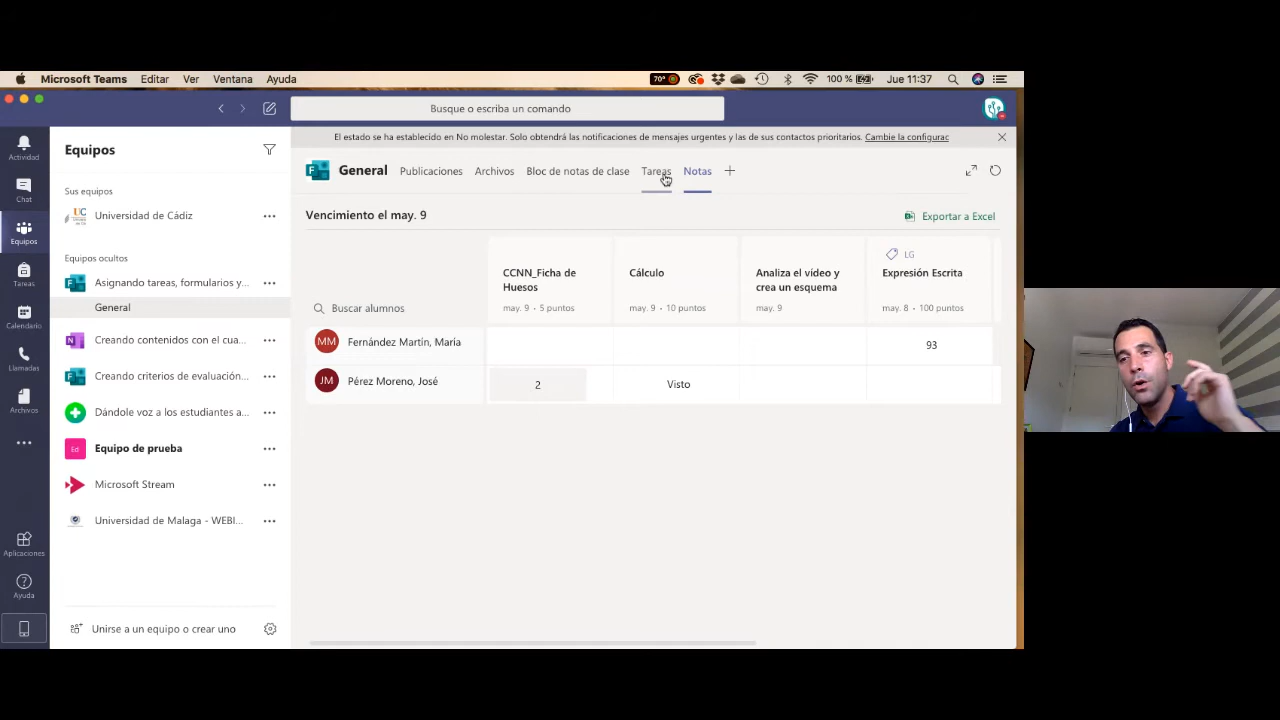 Microsoft Teams Editar Ver Ventana Ayuda
70° 100 % Jue 11:37
Busque o escriba un comando
El estado se ha establecido en No molestar. Solo obtendrá las notificaciones de mensajes urgentes y las de sus contactos prioritarios. Cambie la configurac
Actividad
Chat
Equipos
Tareas
Calendario
Llamadas
Archivos
Aplicaciones
Ayuda
Equipos
Sus equipos
Universidad de Cádiz
Equipos ocultos
Asignando tareas, formularios y...
General
Creando contenidos con el cua...
Creando criterios de evaluación...
Dándole voz a los estudiantes a...
Ed Equipo de prueba
Microsoft Stream
Universidad de Malaga - WEBI...
Unirse a un equipo o crear uno
General Publicaciones Archivos Bloc de notas de clase Tareas Notas
Vencimiento el may. 9
Exportar a Excel
Buscar alumnos
CCNN_Ficha de
Huesos
may. 9 • 5 puntos
Cálculo
may. 9 • 10 puntos
Analiza el vídeo y
crea un esquema
may. 9
LG
Expresión Escrita
may. 8 • 100 puntos
MM Fernández Martín, María 93
JM Pérez Moreno, José 2 Visto